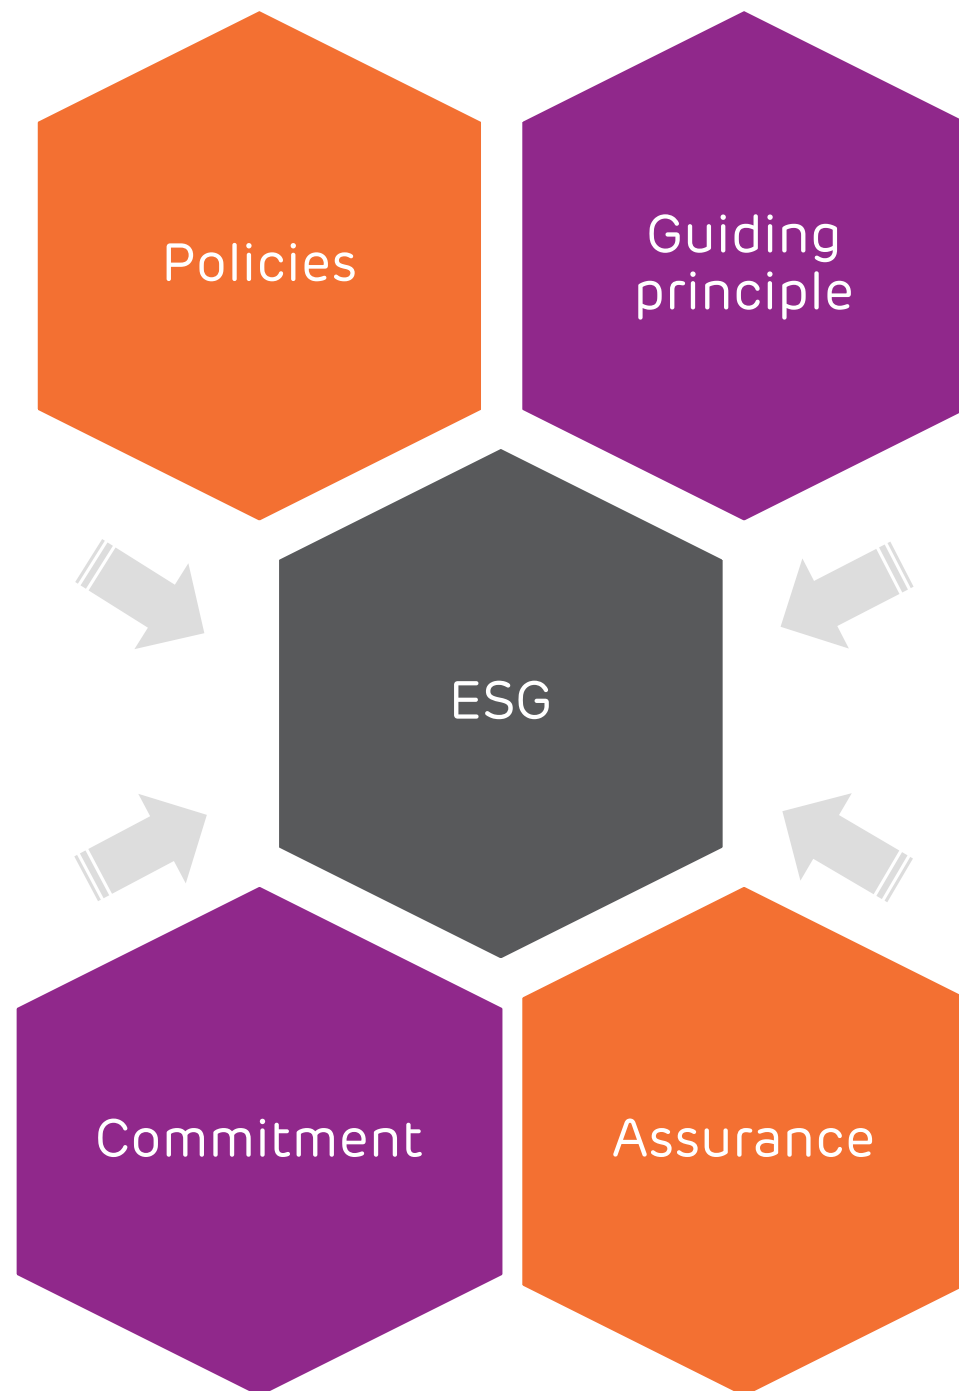 Policies
Guiding
principle
ESG
Commitment
Assurance